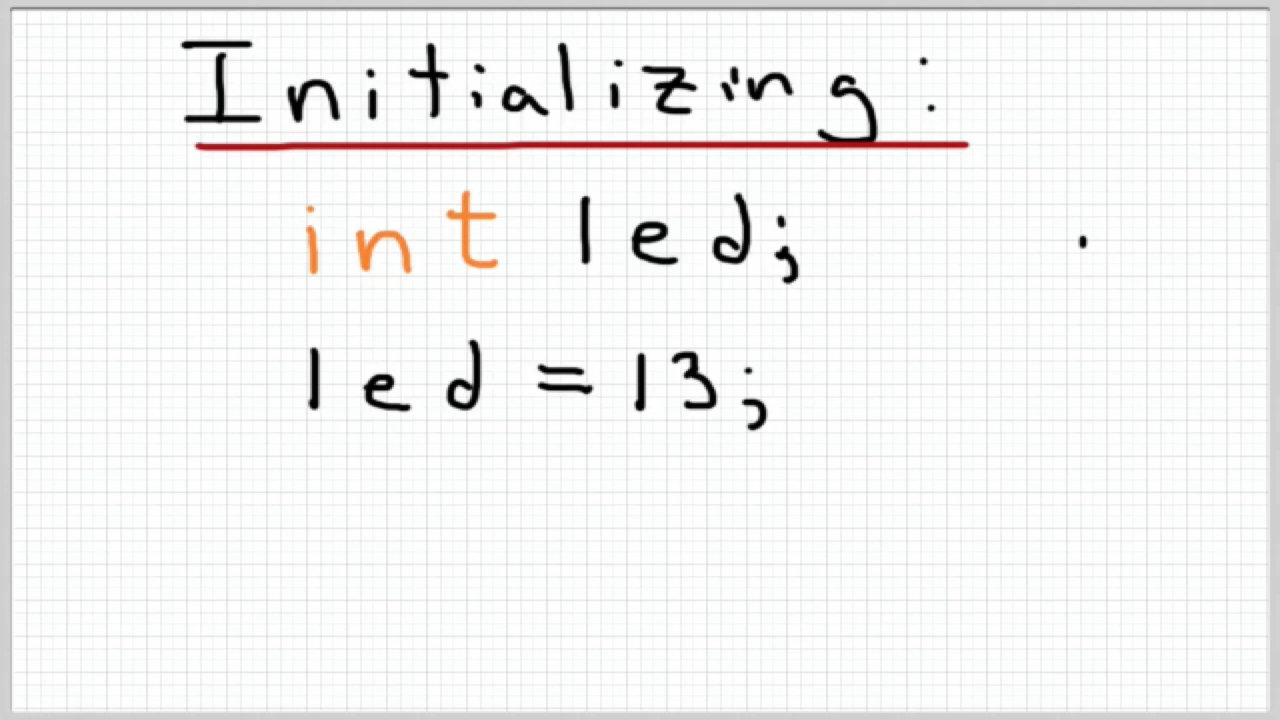 Initializing:
int led;
led = 13;